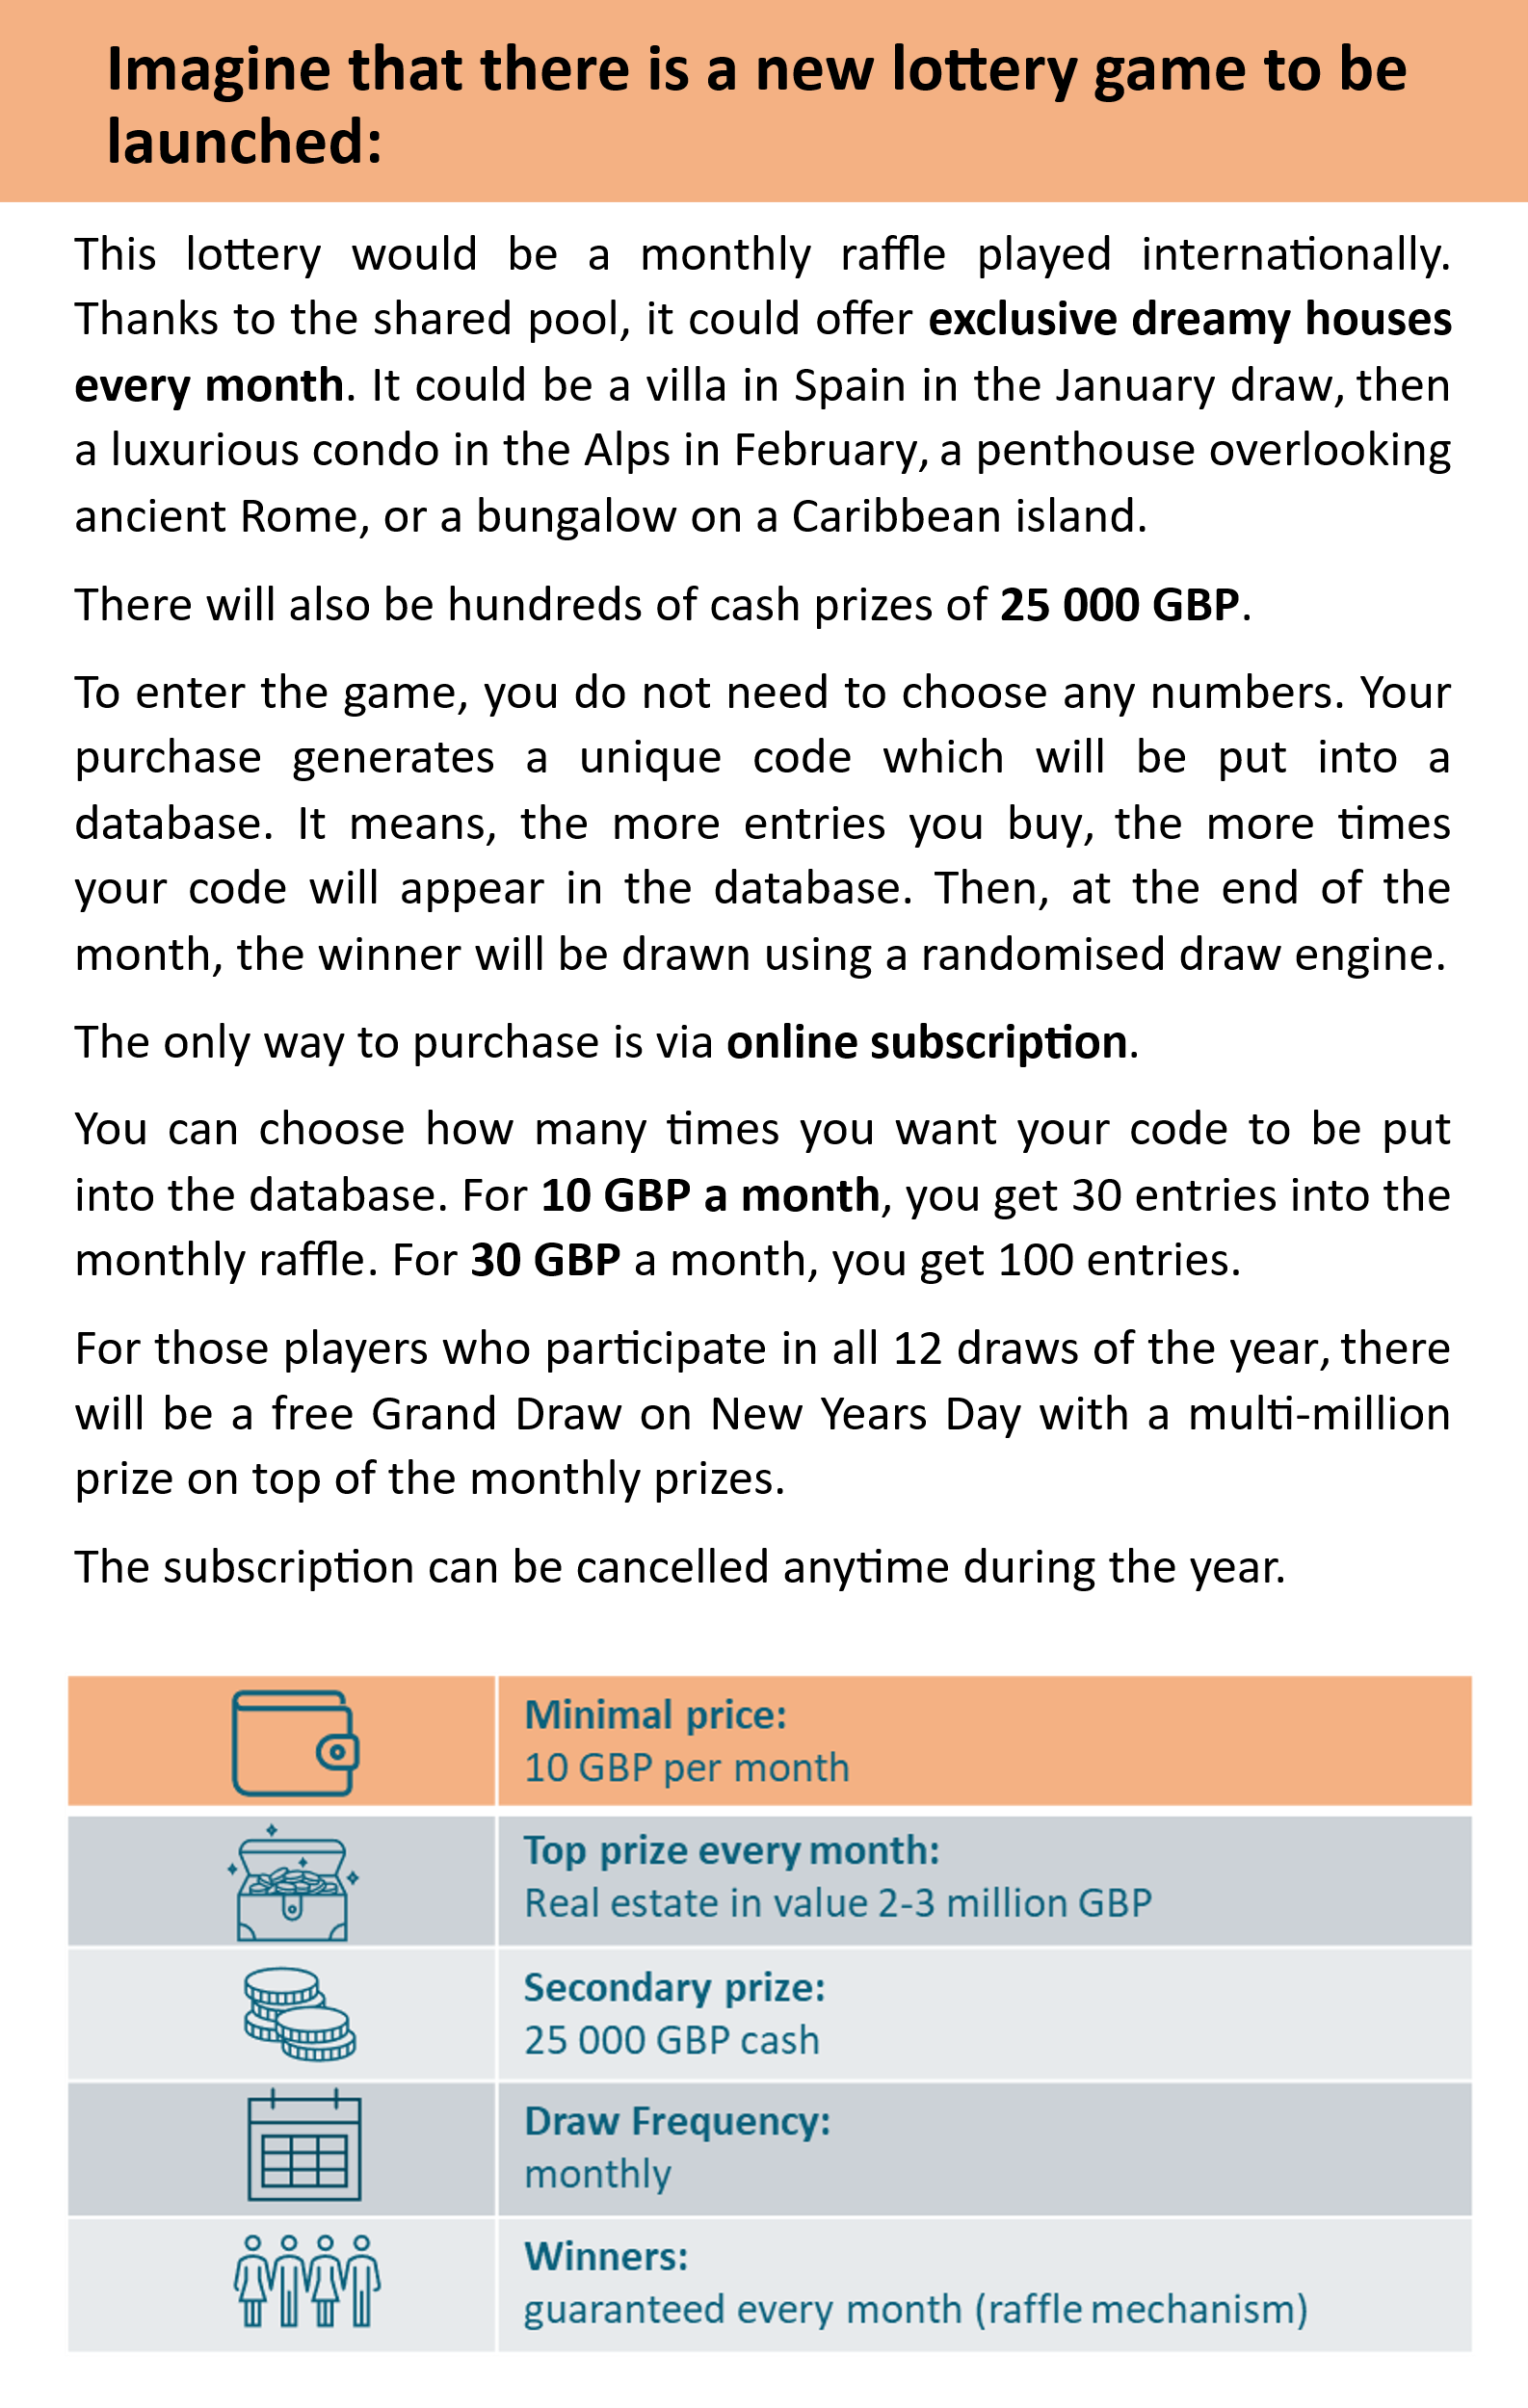 Imagine that there is a new lottery game to be
launched:
This lottery would be a monthly raffle played internationally.
Thanks to the shared pool, it could offer exclusive dreamy houses
every month. It could be a villa in Spain in the January draw, then
a luxurious condo in the Alps in February, a penthouse overlooking
ancient Rome, or a bungalow on a Caribbean island.
There will also be hundreds of cash prizes of 25 000 GBP.
To enter the game, you do not need to choose any numbers. Your
purchase generates a unique code which will be put into a
database. It means, the more entries you buy, the more times
your code will appear in the database. Then, at the end of the
month, the winner will be drawn using a randomised draw engine.
The only way to purchase is via online subscription.
You can choose how many times you want your code to be put
into the database. For 10 GBP a month, you get 30 entries into the
monthly raffle. For 30 GBP a month, you get 100 entries.
For those players who participate in all 12 draws of the year, there
will be a free Grand Draw on New Years Day with a multi-million
prize on top of the monthly prizes.
The subscription can be cancelled anytime during the year.
Minimal price:
10 GBP per month
Top prize every month:
Real estate in value 2-3 million GBP
Secondary prize:
25 000 GBP cash
Draw Frequency:
monthly
Winners:
guaranteed every month (raffle mechanism)